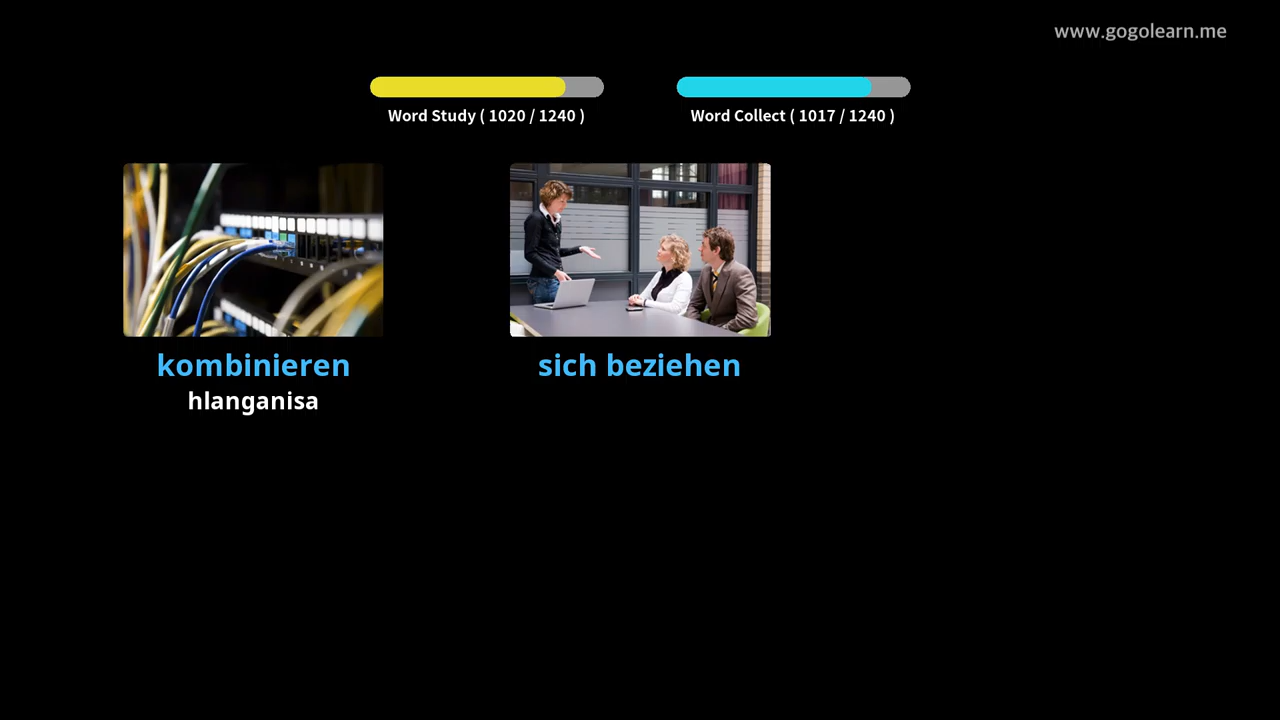 www.gogolearn.me
Word Study ( 1020 / 1240 )
Word Collect ( 1017 / 1240 )
kombinieren
hlanganisa
sich beziehen